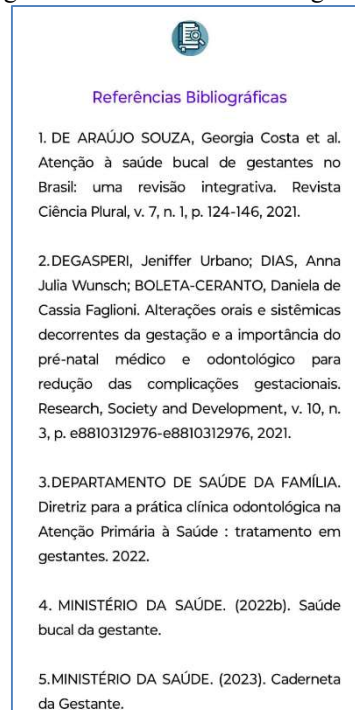 Referências Bibliográficas
1. DE ARAÚJO SOUZA, Georgia Costa et al.
Atenção à saúde bucal de gestantes no
Brasil: uma revisão integrativa. Revista
Ciência Plural, v. 7, n. 1, p. 124-146, 2021.
2.DEGASPERI, Jeniffer Urbano; DIAS, Anna
Julia Wunsch; BOLETA-CERANTO, Daniela de
Cassia Faglioni. Alterações orais e sistêmicas
decorrentes da gestação e a importância do
pré-natal médico e odontológico para
redução das complicações gestacionais.
Research, Society and Development, v. 10, n.
3, p. e8810312976-e8810312976, 2021.
3.DEPARTAMENTO DE SAÚDE DA FAMÍLIA.
Diretriz para a prática clínica odontológica na
Atenção Primária à Saúde : tratamento em
gestantes. 2022.
4. MINISTÉRIO DA SAÚDE. (2022b). Saúde
bucal da gestante.
5.MINISTÉRIO DA SAÚDE. (2023). Caderneta
da Gestante.